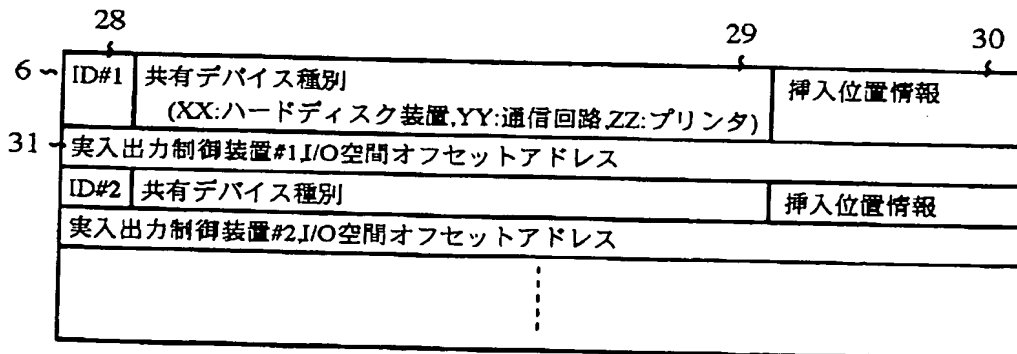 28 29 30
6 ID#1 共有デバイス種別 挿入位置情報
(XX:ハードディスク装置,YY:通信回路,ZZ:プリンタ)
31 実入出力制御装置#1,I/O空間オフセットアドレス
ID#2 共有デバイス種別 挿入位置情報
実入出力制御装置#2,I/O空間オフセットアドレス